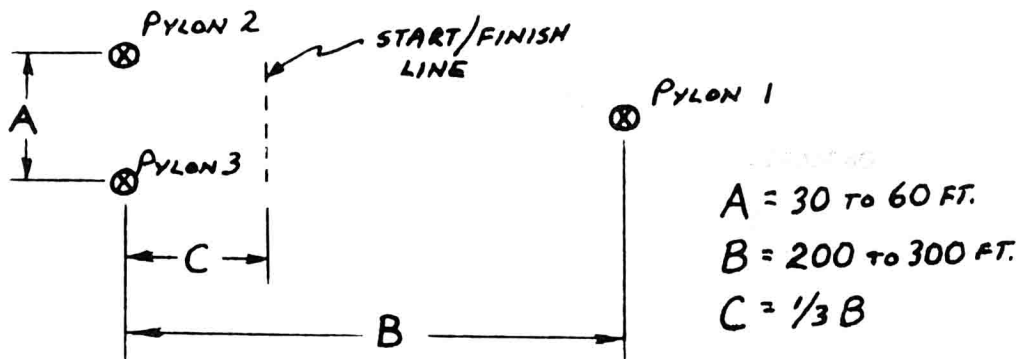 PYLON 2
START/FINISH
LINE
PYLON 1
A
PYLON 3
A = 30 TO 60 FT.
C
B = 200 TO 300 FT.
B
C = 1/3 B